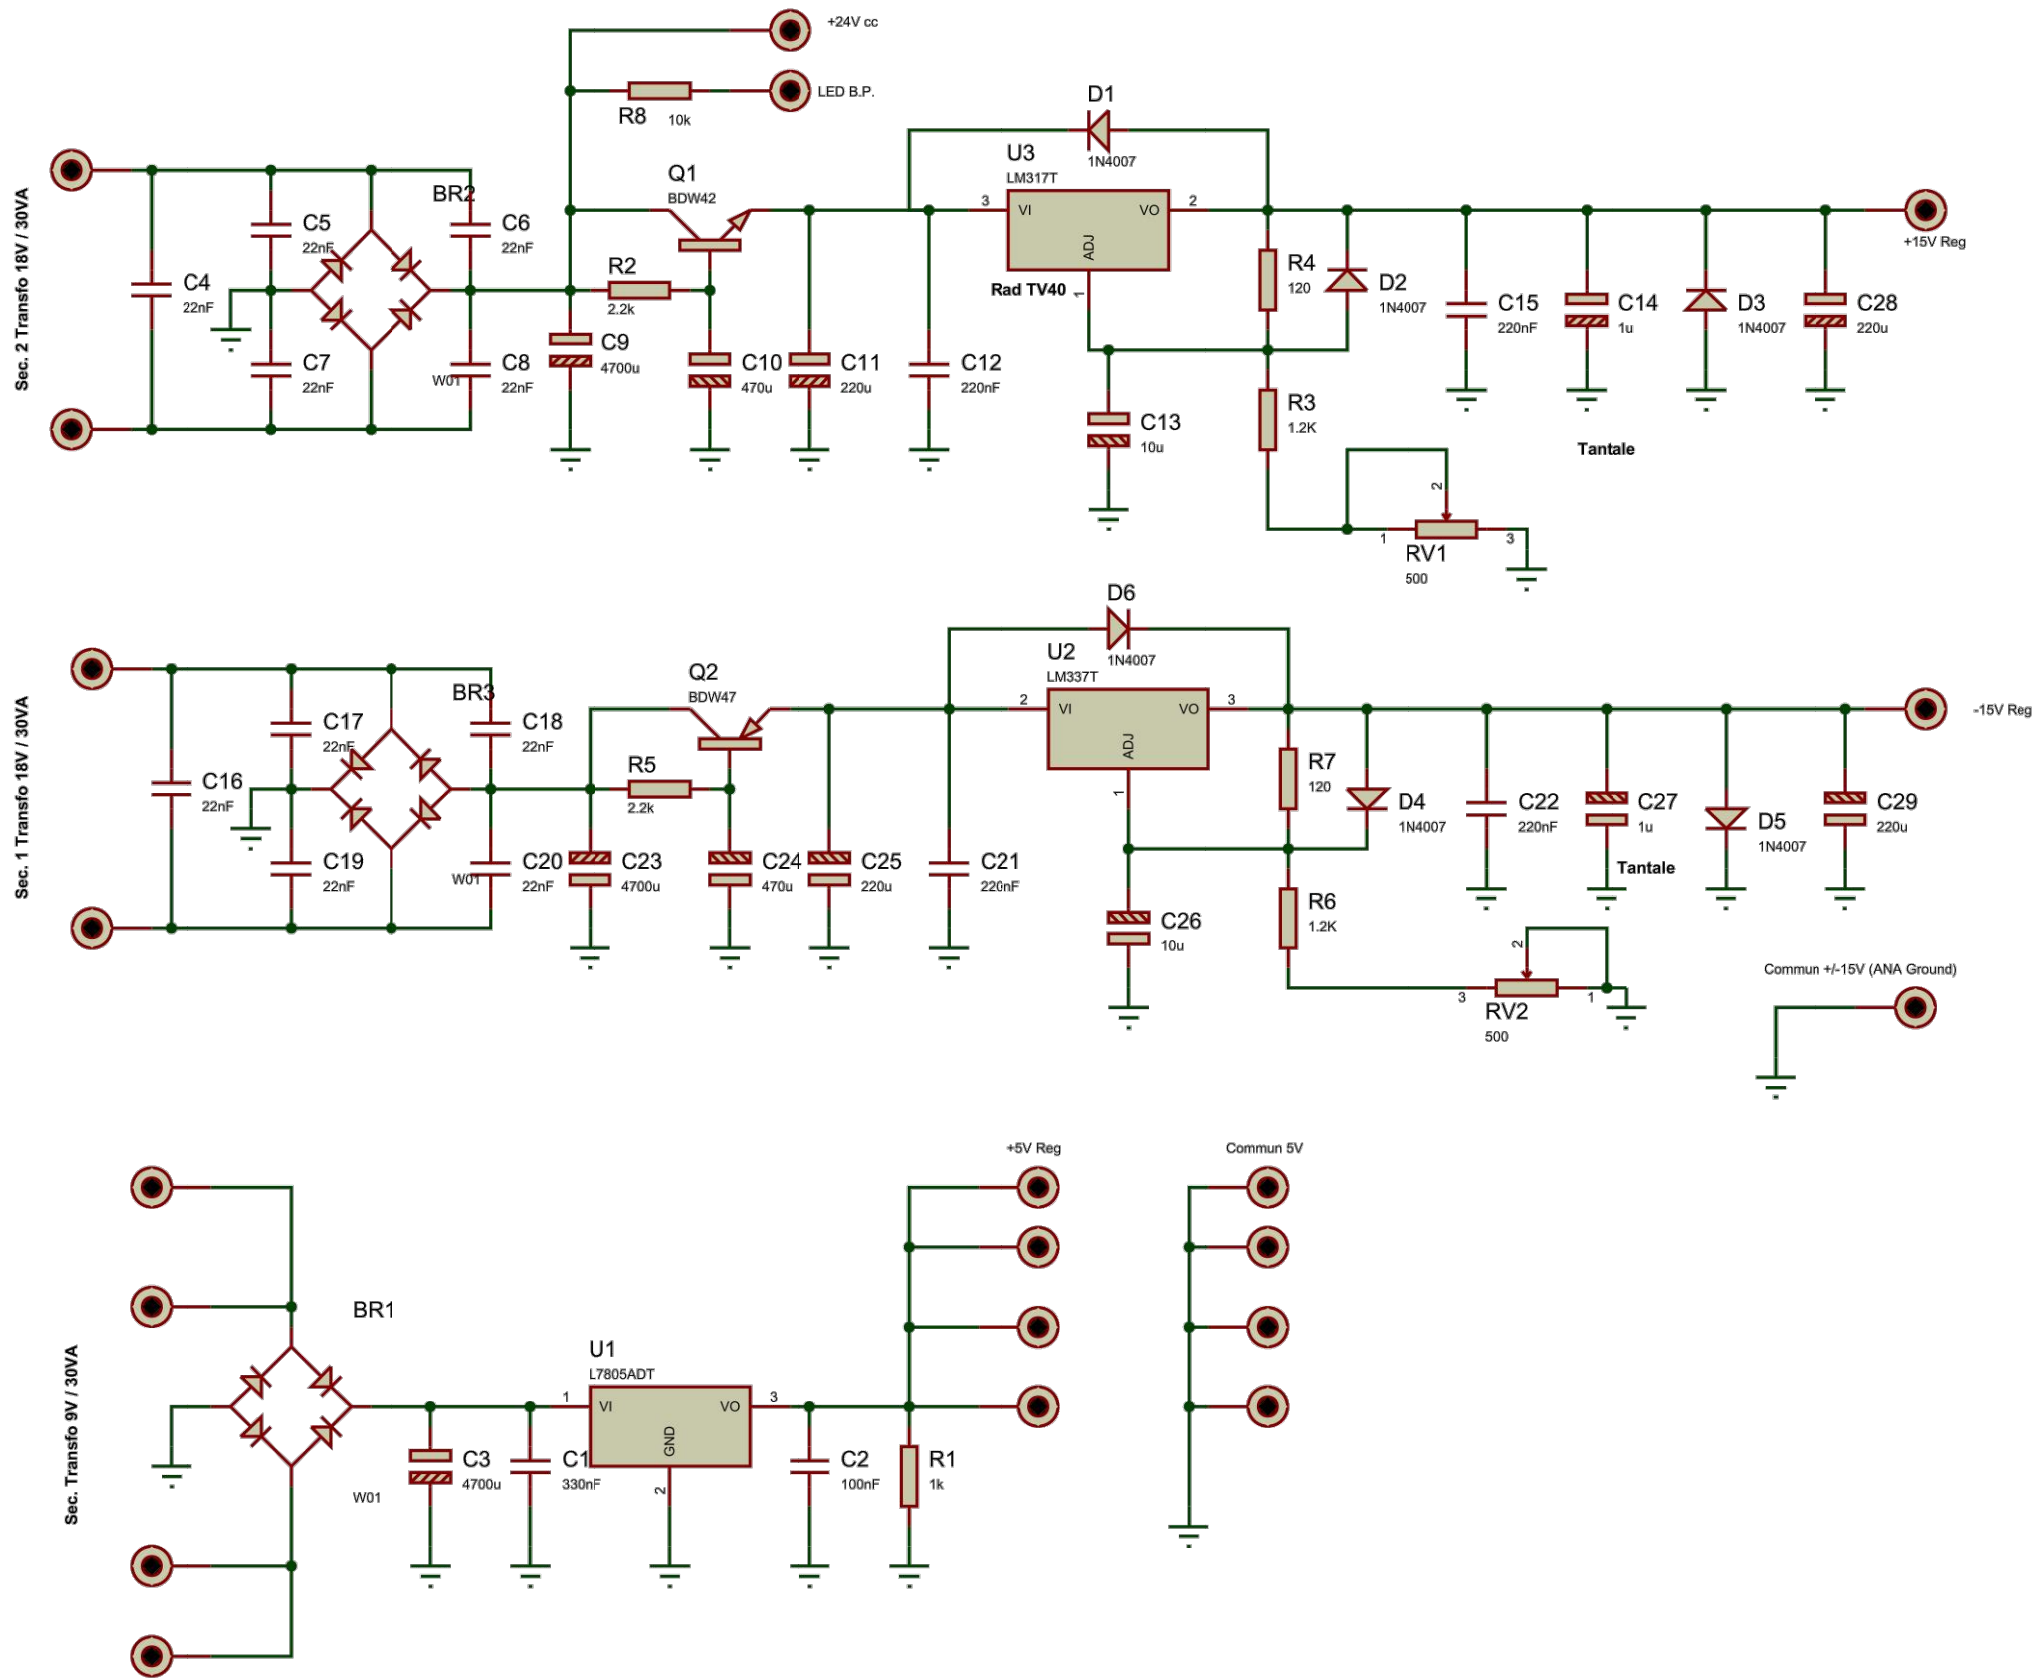 +24V cc
LED B.P.
R8
10k
Sec. 2 Transfo 18V / 30VA
C4
22nF
C5
22nF
BR2
C6
22nF
C7
22nF
W01
C8
22nF
C9
4700u
R2
2.2k
Q1
BDW42
C10
470u
C11
220u
C12
220nF
D1
1N4007
U3
LM317T
3
VI
VO
2
ADJ
1
Rad TV40
C13
10u
R4
120
D2
1N4007
R3
1.2K
2
1
3
RV1
500
C15
220nF
C14
1u
D3
1N4007
C28
220u
Tantale
+15V Reg
Sec. 1 Transfo 18V / 30VA
C16
22nF
C17
22nF
BR3
C18
22nF
C19
22nF
W01
C20
22nF
C23
4700u
R5
2.2k
Q2
BDW47
C24
470u
C25
220u
C21
220nF
D6
1N4007
U2
LM337T
2
VI
VO
3
ADJ
1
C26
10u
R7
120
D4
1N4007
R6
1.2K
2
3
1
RV2
500
C22
220nF
C27
1u
Tantale
D5
1N4007
C29
220u
-15V Reg
Commun +/-15V (ANA Ground)
Sec. Transfo 9V / 30VA
BR1
W01
C3
4700u
C1
330nF
U1
L7805ADT
1
VI
VO
3
GND
2
C2
100nF
R1
1k
+5V Reg
Commun 5V